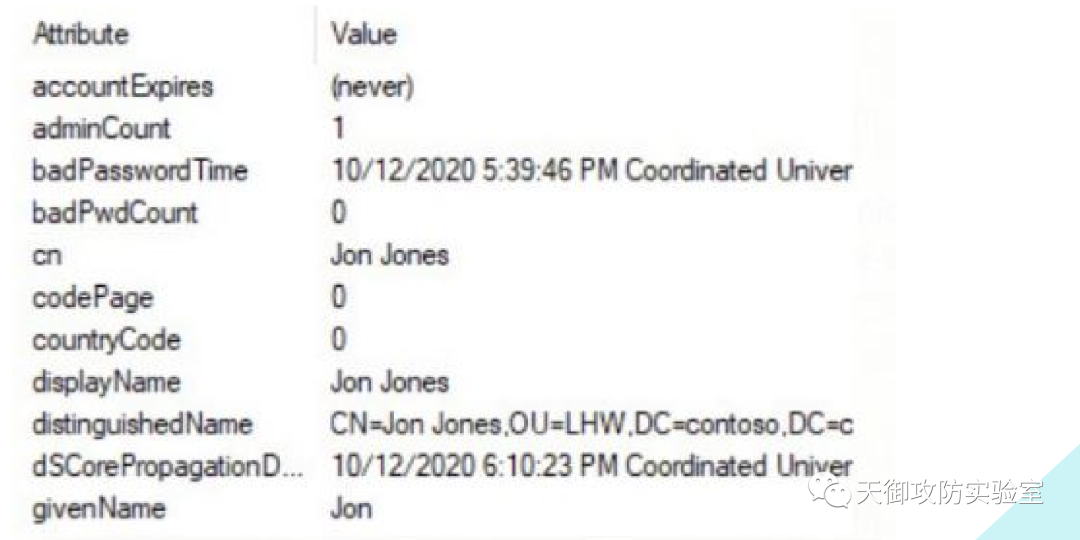 Attribute Value
accountExpires (never)
adminCount 1
badPasswordTime 10/12/2020 5:39:46 PM Coordinated Univer
badPwdCount 0
cn Jon Jones
codePage 0
countryCode 0
displayName Jon Jones
distinguishedName CN=Jon Jones,OU=LHW,DC=contoso,DC=c
dSCorePropagationD... 10/12/2020 6:10:23 PM Coordinated Univer
givenName Jon
天御攻防实验室